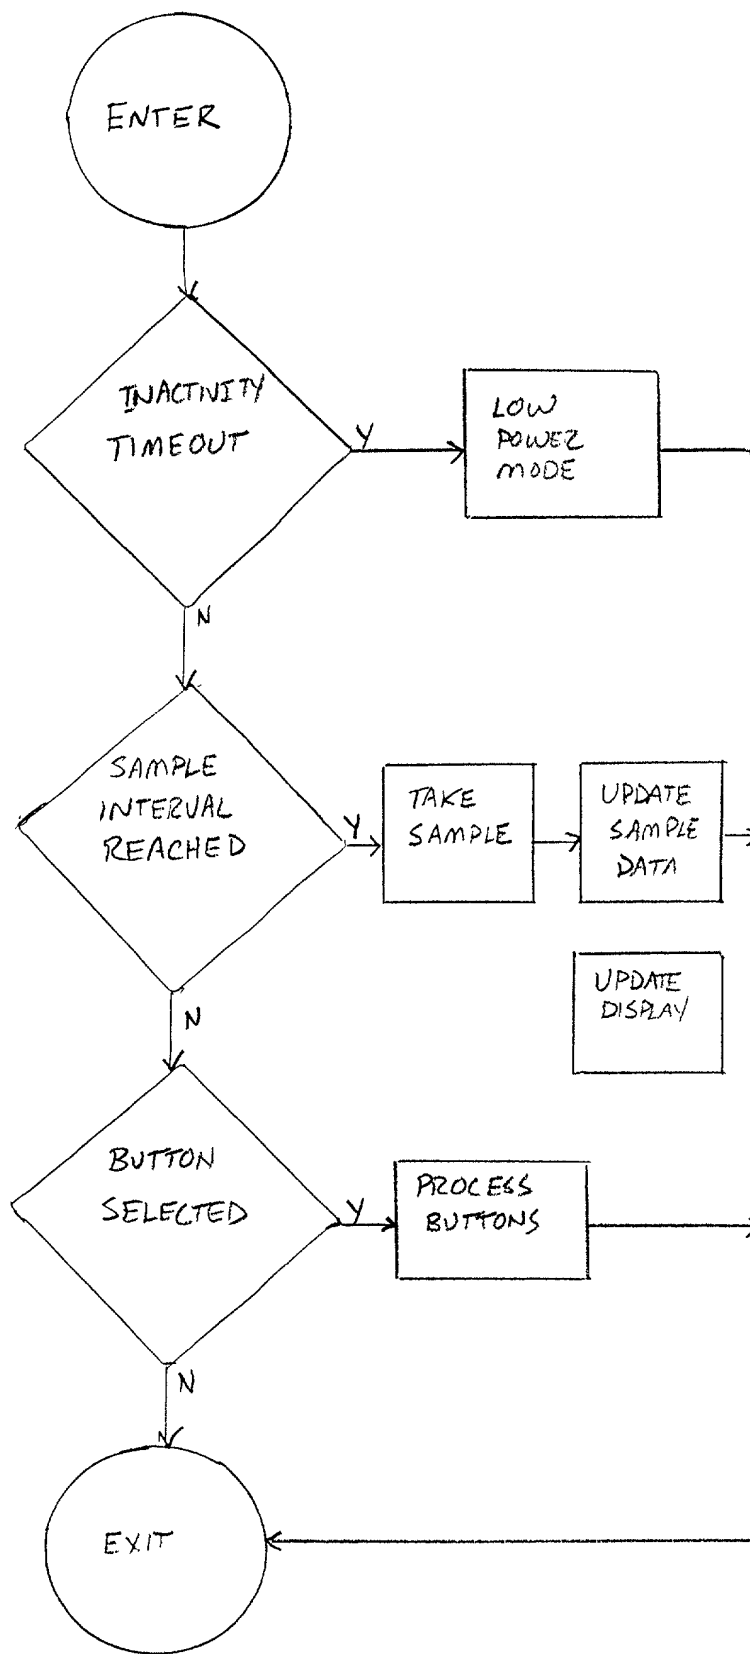 ENTER
INACTIVITY
TIMEOUT
Y
LOW
POWER
MODE
N
SAMPLE
INTERVAL
REACHED
Y
TAKE
SAMPLE
UPDATE
SAMPLE
DATA
UPDATE
DISPLAY
N
BUTTON
SELECTED
Y
PROCESS
BUTTONS
N
EXIT